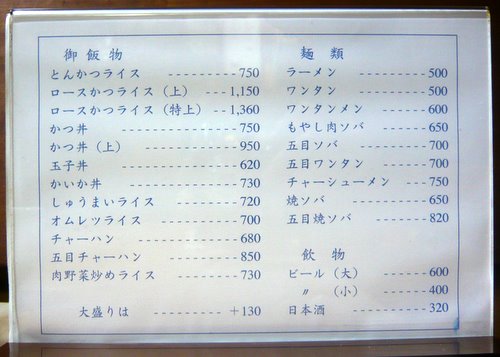 御飯物
とんかつライス ---------750
ロースかつライス（上） ---1,150
ロースかつライス（特上） --1,360
かつ丼 --------------750
かつ丼（上） ------------950
玉子丼 --------------620
かいか丼 -------------730
しゅうまいライス --------720
オムレツライス ---------700
チャーハン ------------680
五目チャーハン ---------850
肉野菜炒めライス --------730
大盛りは --------- +130
麺類
ラーメン ---------500
ワンタン ---------500
ワンタンメン ------600
もやし肉ソバ ------650
五目ソバ ---------700
五目ワンタン ------700
チャーシューメン ---750
焼ソバ ----------650
五目焼ソバ -------820
飲物
ビール（大） ------600
〃（小） ------400
日本酒 ---------320